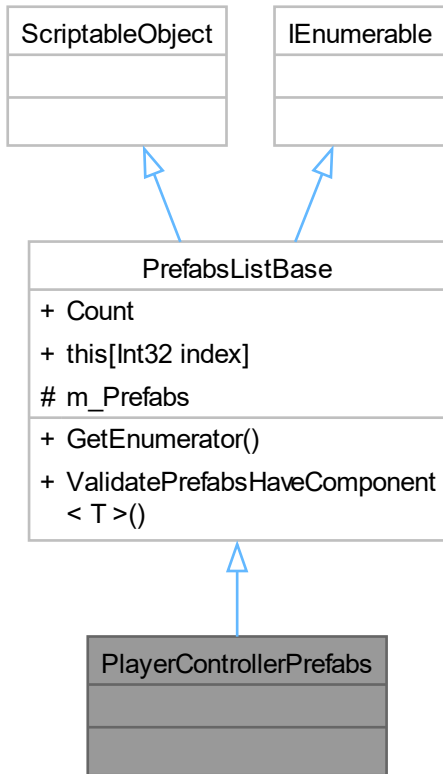 ScriptableObject
IEnumerable
PrefabsListBase
+ Count
+ this[Int32 index]
# m_Prefabs
+ GetEnumerator()
+ ValidatePrefabsHaveComponent
< T >()
PlayerControllerPrefabs